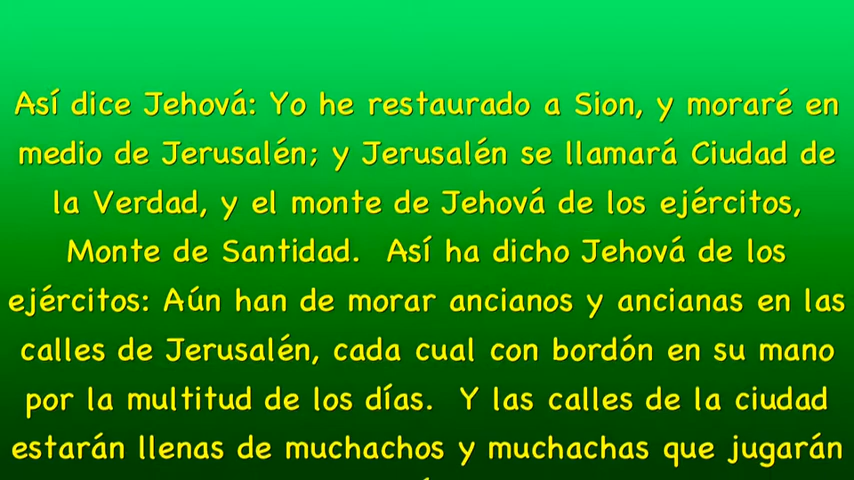 Así dice Jehová: Yo he restaurado a Sion, y moraré en
medio de Jerusalén; y Jerusalén se llamará Ciudad de
la Verdad, y el monte de Jehová de los ejércitos,
Monte de Santidad.  Así ha dicho Jehová de los
ejércitos: Aún han de morar ancianos y ancianas en las
calles de Jerusalén, cada cual con bordón en su mano
por la multitud de los días.  Y las calles de la ciudad
estarán llenas de muchachos y muchachas que jugarán